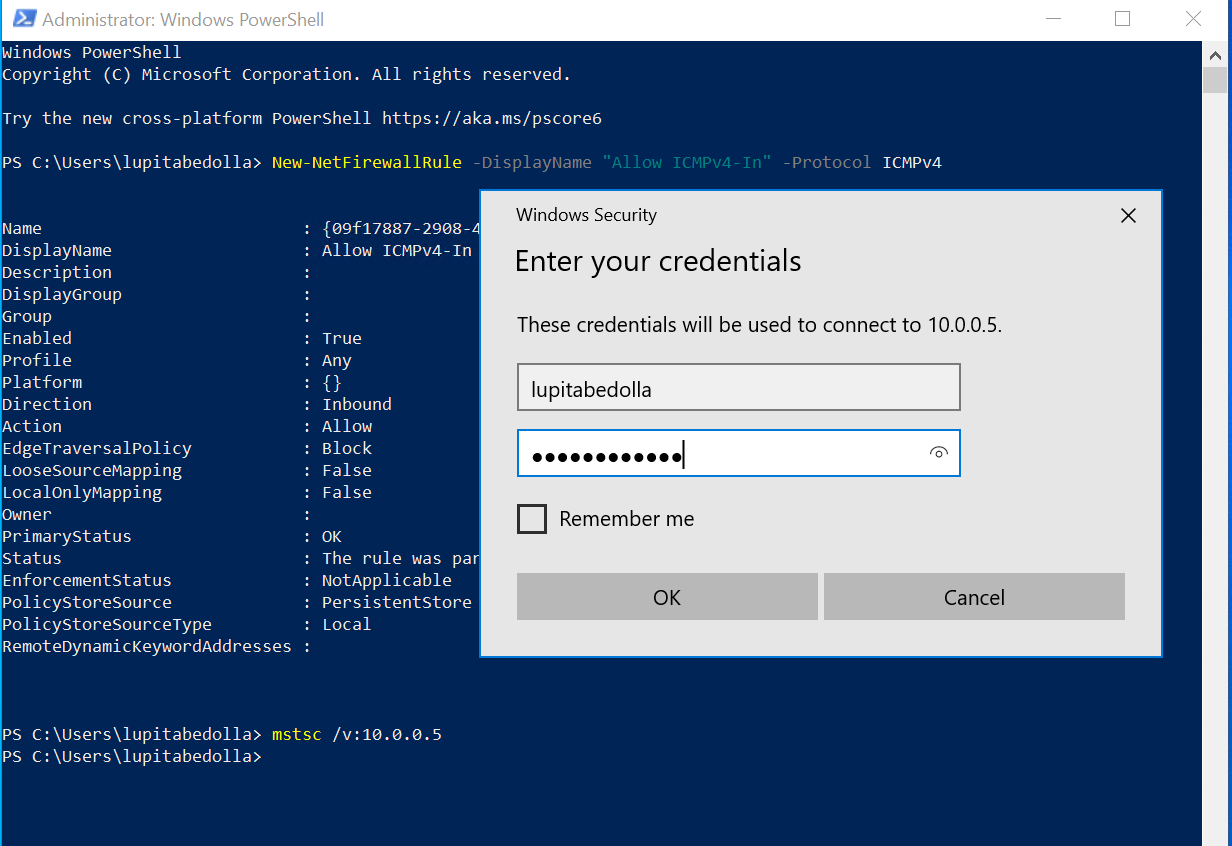 Administrator: Windows PowerShell
Windows PowerShell
Copyright (C) Microsoft Corporation. All rights reserved.
Try the new cross-platform PowerShell https://aka.ms/pscore6
PS C:\Users\lupitabedolla> New-NetFirewallRule -DisplayName "Allow ICMPv4-In" -Protocol ICMPv4
Name : {09f17887-2908-4
DisplayName : Allow ICMPv4-In
Description :
DisplayGroup :
Group :
Enabled : True
Profile : Any
Platform : {}
Direction : Inbound
Action : Allow
EdgeTraversalPolicy : Block
LooseSourceMapping : False
LocalOnlyMapping : False
Owner :
PrimaryStatus : OK
Status : The rule was par
EnforcementStatus : NotApplicable
PolicyStoreSource : PersistentStore
PolicyStoreSourceType : Local
RemoteDynamicKeywordAddresses :
PS C:\Users\lupitabedolla> mstsc /v:10.0.0.5
PS C:\Users\lupitabedolla>
Windows Security
Enter your credentials
These credentials will be used to connect to 10.0.0.5.
lupitabedolla
●●●●●●●●●●●●
Remember me
OK
Cancel